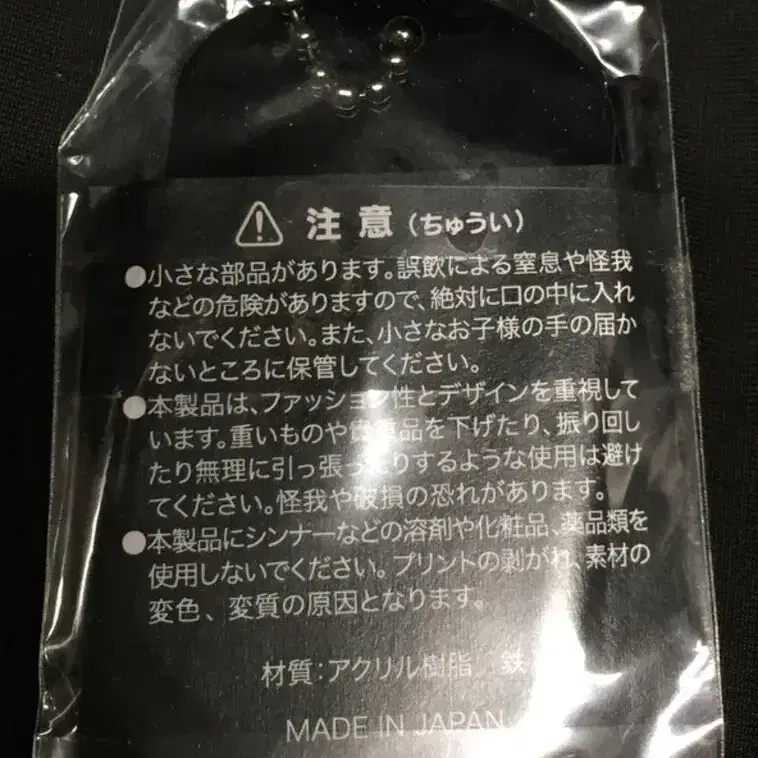 注意(ちゅうい)
●小さな部品があります。誤飲による窒息や怪我
などの危険がありますので、絶対に口の中に入れ
ないでください。また、小さなお子様の手の届か
ないところに保管してください。
●本製品は、ファッション性とデザインを重視して
います。重いものや貴重品を下げたり、振り回し
たり無理に引っ張ったりするような使用は避け
てください。怪我や破損の恐れがあります。
●本製品にシンナーなどの溶剤や化粧品、薬品類を
使用しないでください。プリントの剥がれ、素材の
変色、変質の原因となります。
材質:アクリル樹脂 鉄
MADE IN JAPAN